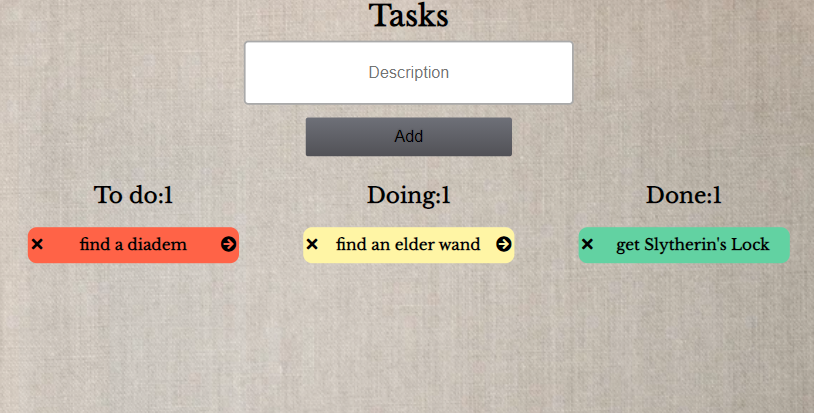 Tasks
Description
Add
To do:1
Doing:1
Done:1
find a diadem
find an elder wand
get Slytherin's Lock